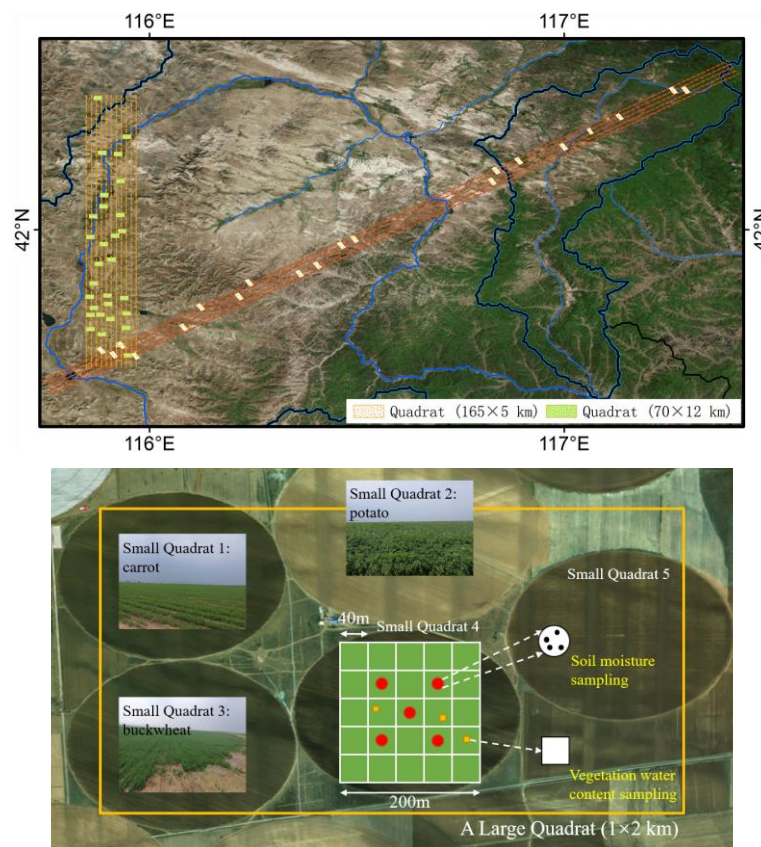 116°E
117°E
42°N
42°N
Quadrat (165×5 km)
Quadrat (70×12 km)
116°E
117°E
Small Quadrat 1:
carrot
Small Quadrat 2:
potato
Small Quadrat 5
40m
Small Quadrat 4
Soil moisture
sampling
Small Quadrat 3:
buckwheat
Vegetation water
content sampling
200m
A Large Quadrat (1×2 km)